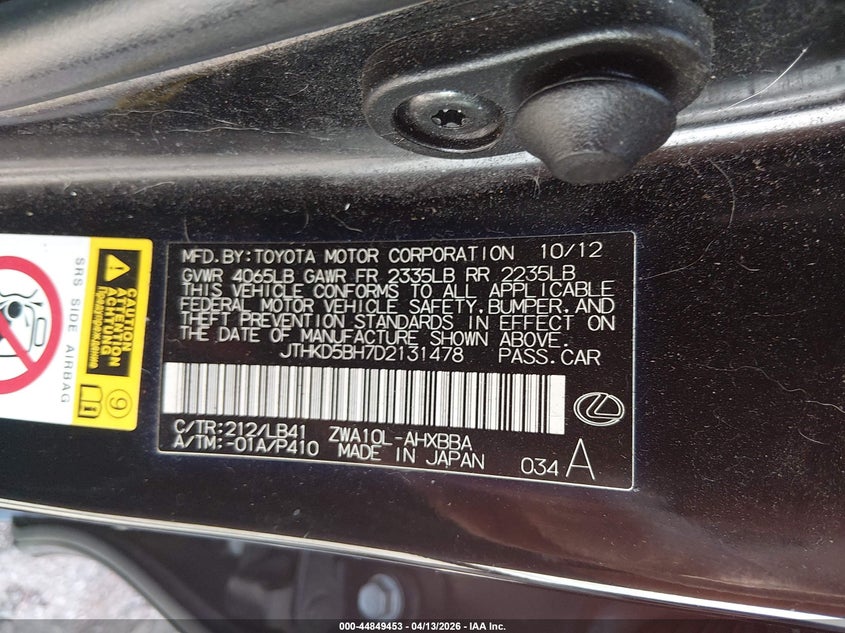 MFD.BY:TOYOTA MOTOR CORPORATION 10/12
GVWR 4065LB GAWR FR 2335LB RR 2235LB
THIS VEHICLE CONFORMS TO ALL APPLICABLE
FEDERAL MOTOR VEHICLE SAFETY,BUMPER,AND
THEFT PREVENTION STANDARDS IN EFFECT ON
THE DATE OF MANUFACTURE SHOWN ABOVE.
JTHKD5BH7D2131478 PASS.CAR
C/TR:212/LB41 ZWA10L-AHXBBA
A/TM:-01A/P410 MADE IN JAPAN 034 A
SRS SIDE AIRBAG
CAUTION
ATTENTION
ACHTUNG
Предупреждение
9
000-44849453 - 04/13/2026 - IAA Inc.